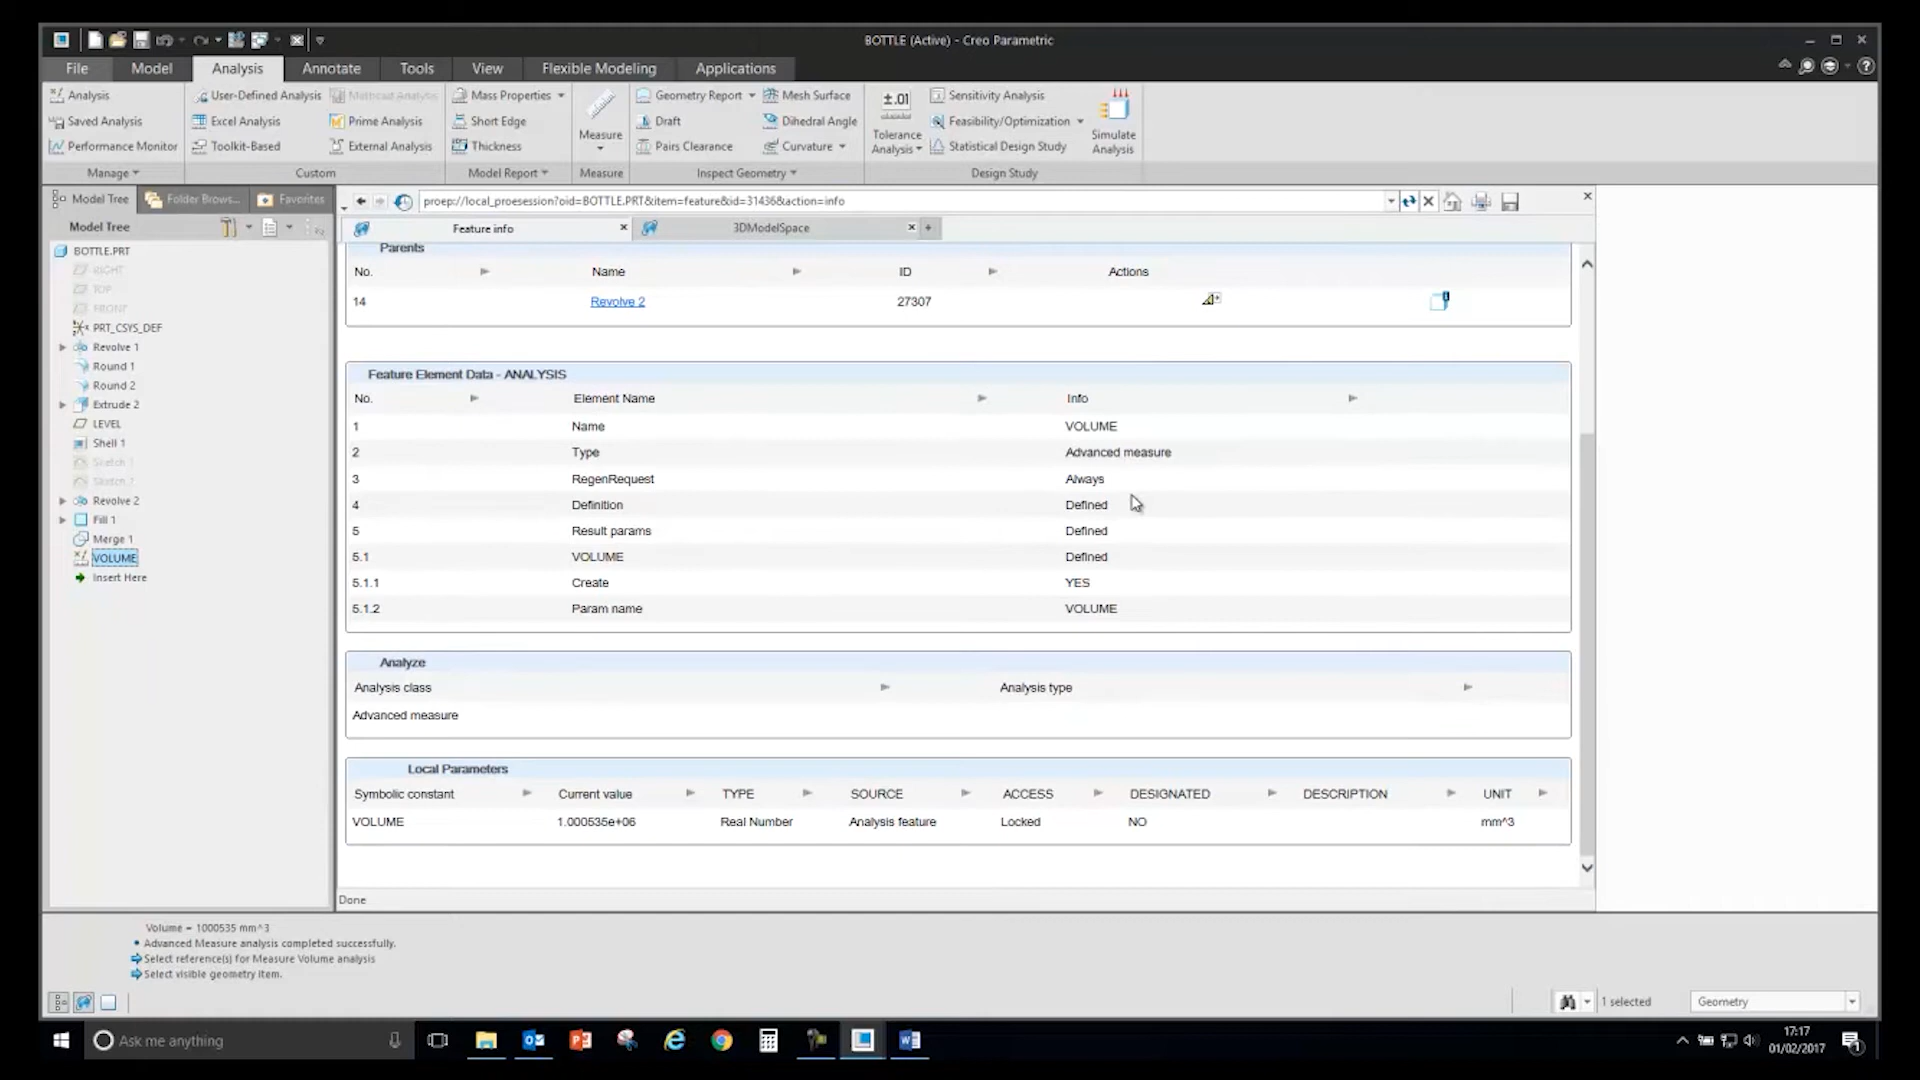 BOTTLE (Active) - Creo Parametric
File Model Analysis Annotate Tools View Flexible Modeling Applications
Analysis
Saved Analysis
Performance Monitor
Manage
User-Defined Analysis
Excel Analysis
Toolkit-Based
Mathcad Analysis
Prime Analysis
External Analysis
Custom
Mass Properties
Short Edge
Thickness
Model Report
Measure
Measure
Geometry Report
Draft
Pairs Clearance
Mesh Surface
Dihedral Angle
Curvature
Inspect Geometry
±.01
Tolerance
Analysis
Sensitivity Analysis
Feasibility/Optimization
Statistical Design Study
Simulate
Analysis
Design Study
Model Tree Folder Brows... Favorites
Model Tree
BOTTLE.PRT
RIGHT
TOP
FRONT
PRT_CSYS_DEF
Revolve 1
Round 1
Round 2
Extrude 2
LEVEL
Shell 1
Sketch 1
Sketch 2
Revolve 2
Fill 1
Merge 1
VOLUME
Insert Here
proep://local_proesession?oid=BOTTLE.PRT&item=feature&id=31436&action=info
Feature info 3DModelSpace
Parents
No. Name ID Actions
14 Revolve 2 27307
Feature Element Data - ANALYSIS
No. Element Name Info
1 Name VOLUME
2 Type Advanced measure
3 RegenRequest Always
4 Definition Defined
5 Result params Defined
5.1 VOLUME Defined
5.1.1 Create YES
5.1.2 Param name VOLUME
Analyze
Analysis class Analysis type
Advanced measure
Local Parameters
Symbolic constant Current value TYPE SOURCE ACCESS DESIGNATED DESCRIPTION UNIT
VOLUME 1.000535e+06 Real Number Analysis feature Locked NO mm^3
Done
Volume = 1000535 mm^3
Advanced Measure analysis completed successfully.
Select reference(s) for Measure Volume analysis
Select visible geometry item.
1 selected Geometry
Ask me anything
17:17
01/02/2017